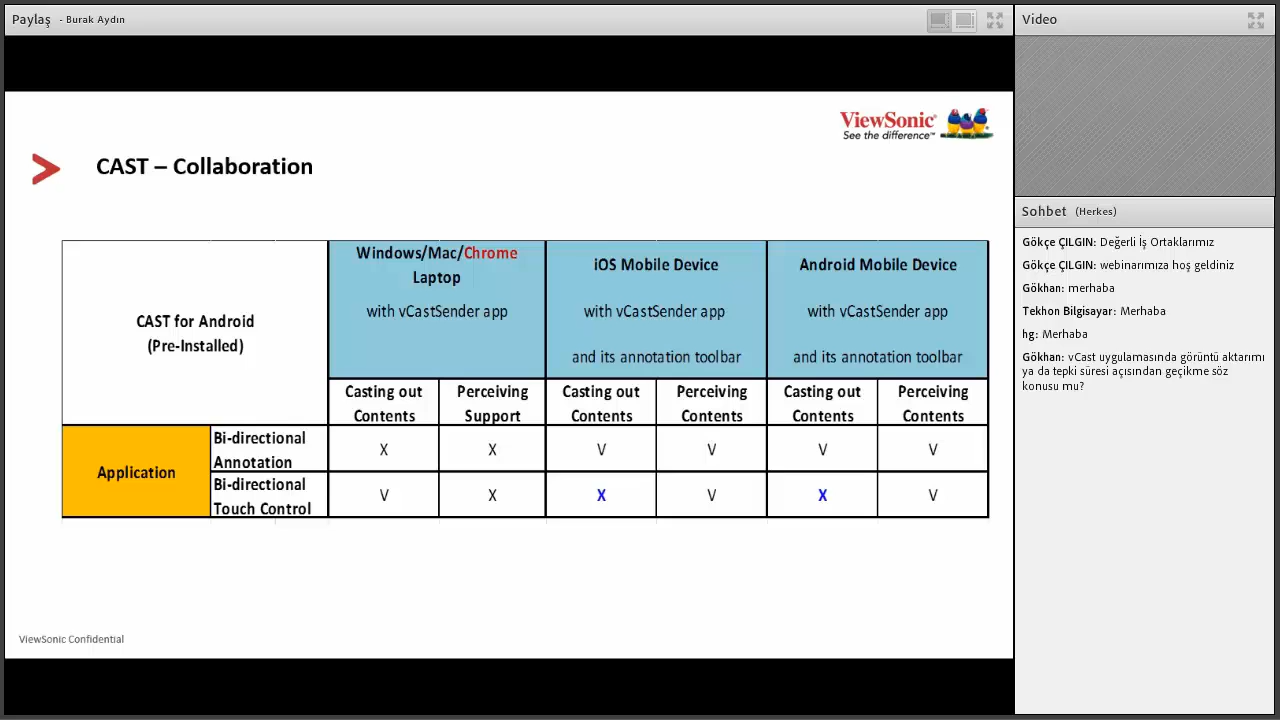 Paylaş - Burak Aydın
ViewSonic®
See the difference™
CAST – Collaboration
CAST for Android
(Pre-Installed)
Windows/Mac/Chrome
Laptop
with vCastSender app
iOS Mobile Device
with vCastSender app
and its annotation toolbar
Android Mobile Device
with vCastSender app
and its annotation toolbar
Casting out
Contents
Perceiving
Support
Casting out
Contents
Perceiving
Contents
Casting out
Contents
Perceiving
Contents
Application
Bi-directional
Annotation
X X V V V V
Bi-directional
Touch Control
V X X V X V
ViewSonic Confidential
Video
Sohbet (Herkes)
Gökçe ÇILGIN: Değerli İş Ortaklarımız
Gökçe ÇILGIN: webinarımıza hoş geldiniz
Gökhan: merhaba
Tekhon Bilgisayar: Merhaba
hg: Merhaba
Gökhan: vCast uygulamasında görüntü aktarımı
ya da tepki süresi açısından geçikme söz
konusu mu?